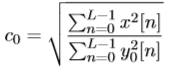 c_0 = \sqrt{\frac{\sum_{n=0}^{L-1} x^2[n]}{\sum_{n=0}^{L-1} y_0^2[n]}}